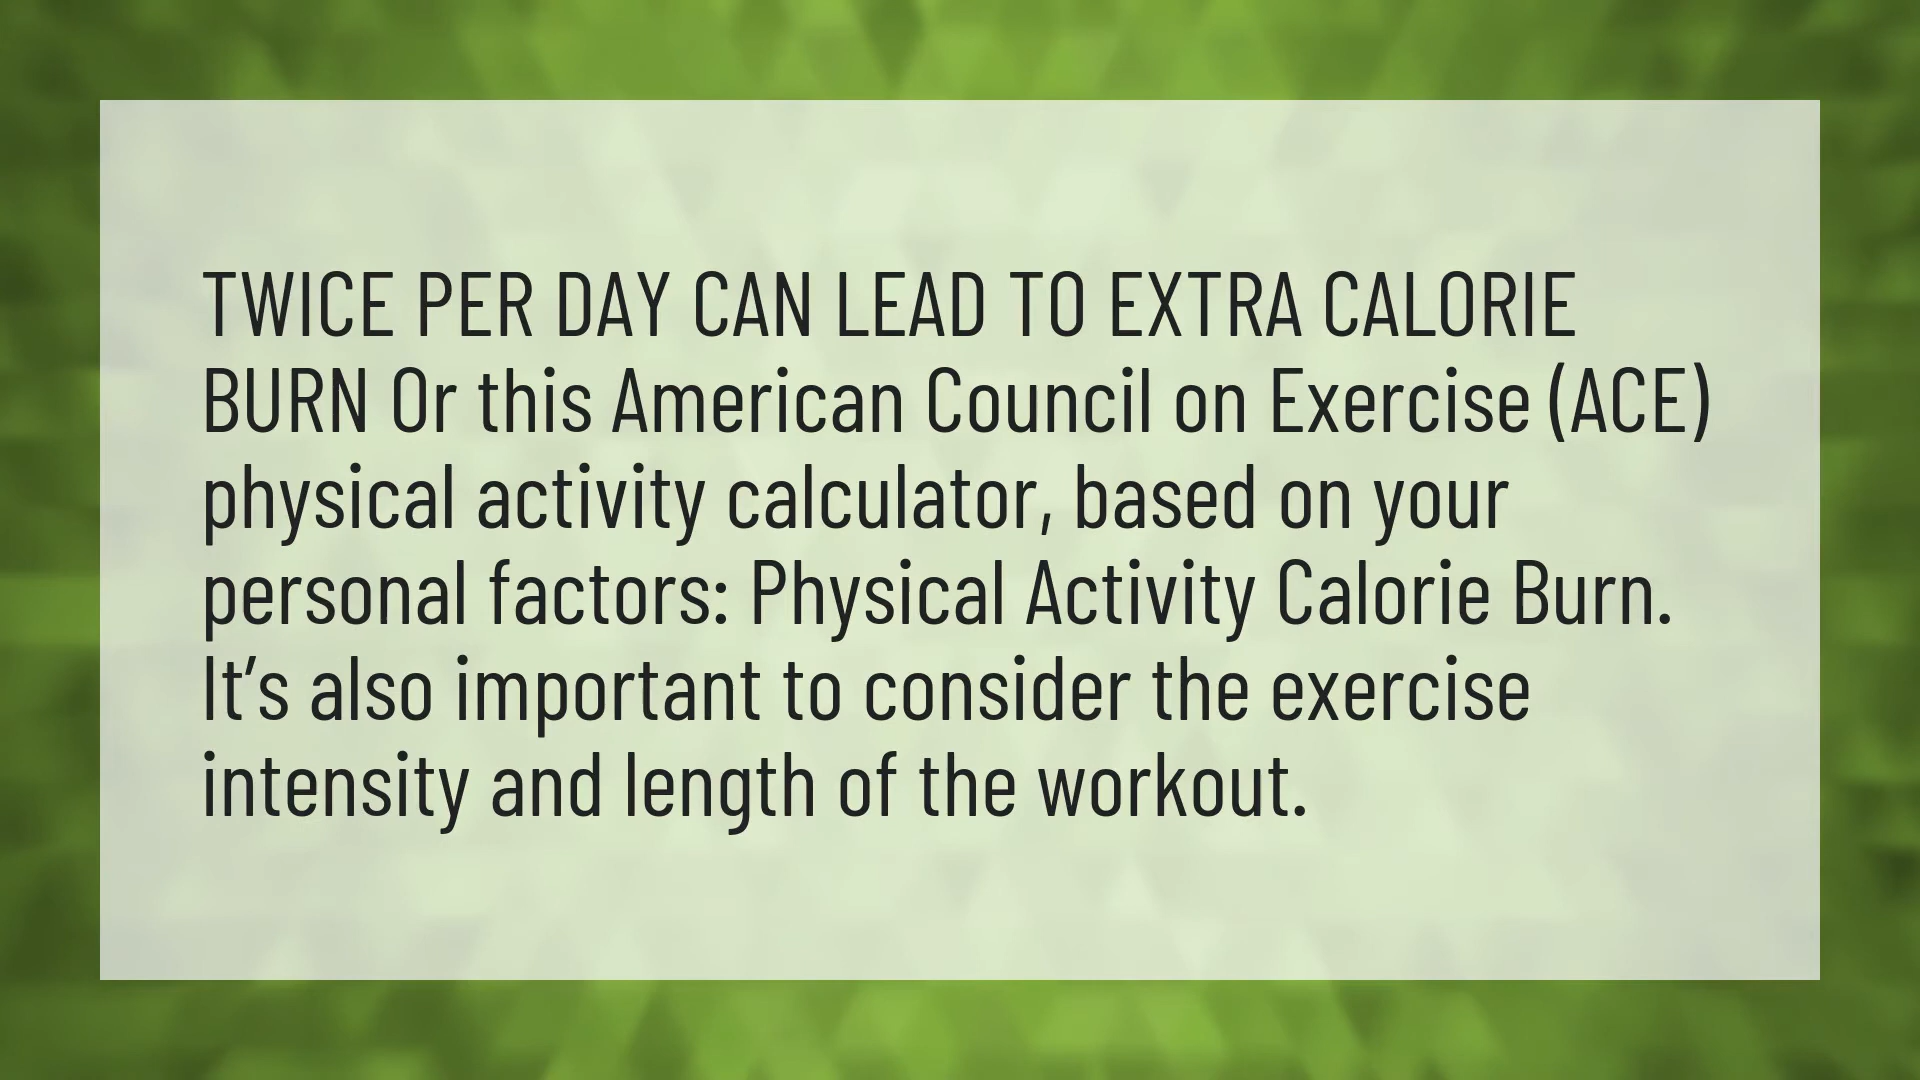 TWICE PER DAY CAN LEAD TO EXTRA CALORIE
BURN Or this American Council on Exercise (ACE)
physical activity calculator, based on your
personal factors: Physical Activity Calorie Burn.
It’s also important to consider the exercise
intensity and length of the workout.